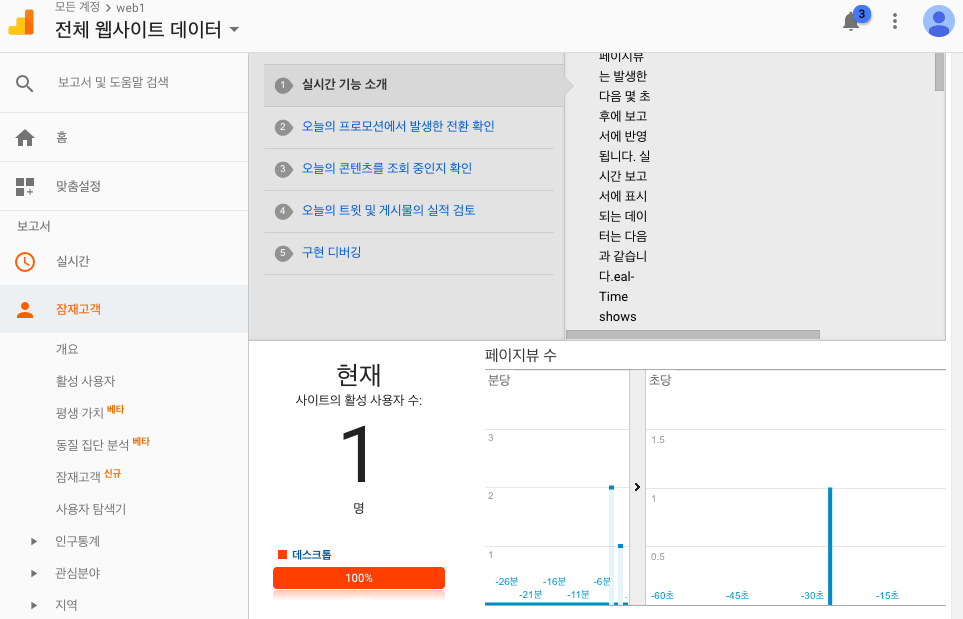 모든 계정 > web1
전체 웹사이트 데이터
3
보고서 및 도움말 검색
홈
맞춤설정
보고서
실시간
잠재고객
개요
활성 사용자
평생 가치 베타
동질 집단 분석 베타
잠재고객 신규
사용자 탐색기
인구통계
관심분야
지역
1 실시간 기능 소개
2 오늘의 프로모션에서 발생한 전환 확인
3 오늘의 콘텐츠를 조회 중인지 확인
4 오늘의 트윗 및 게시물의 실적 검토
5 구현 디버깅
페이지뷰
는 발생한
다음 몇 초
후에 보고
서에 반영
됩니다. 실
시간 보고
서에 표시
되는 데이
터는 다음
과 같습니
다.eal-
Time
shows
현재
사이트의 활성 사용자 수:
1
명
데스크톱
100%
페이지뷰 수
분당
3
2
1
-26분 -16분 -6분
-21분 -11분
초당
1.5
1
0.5
-60초 -45초 -30초 -15초